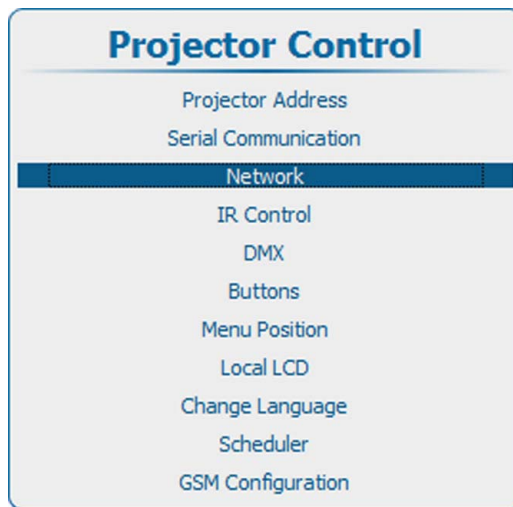 Projector Control
Projector Address
Serial Communication
Network
IR Control
DMX
Buttons
Menu Position
Local LCD
Change Language
Scheduler
GSM Configuration